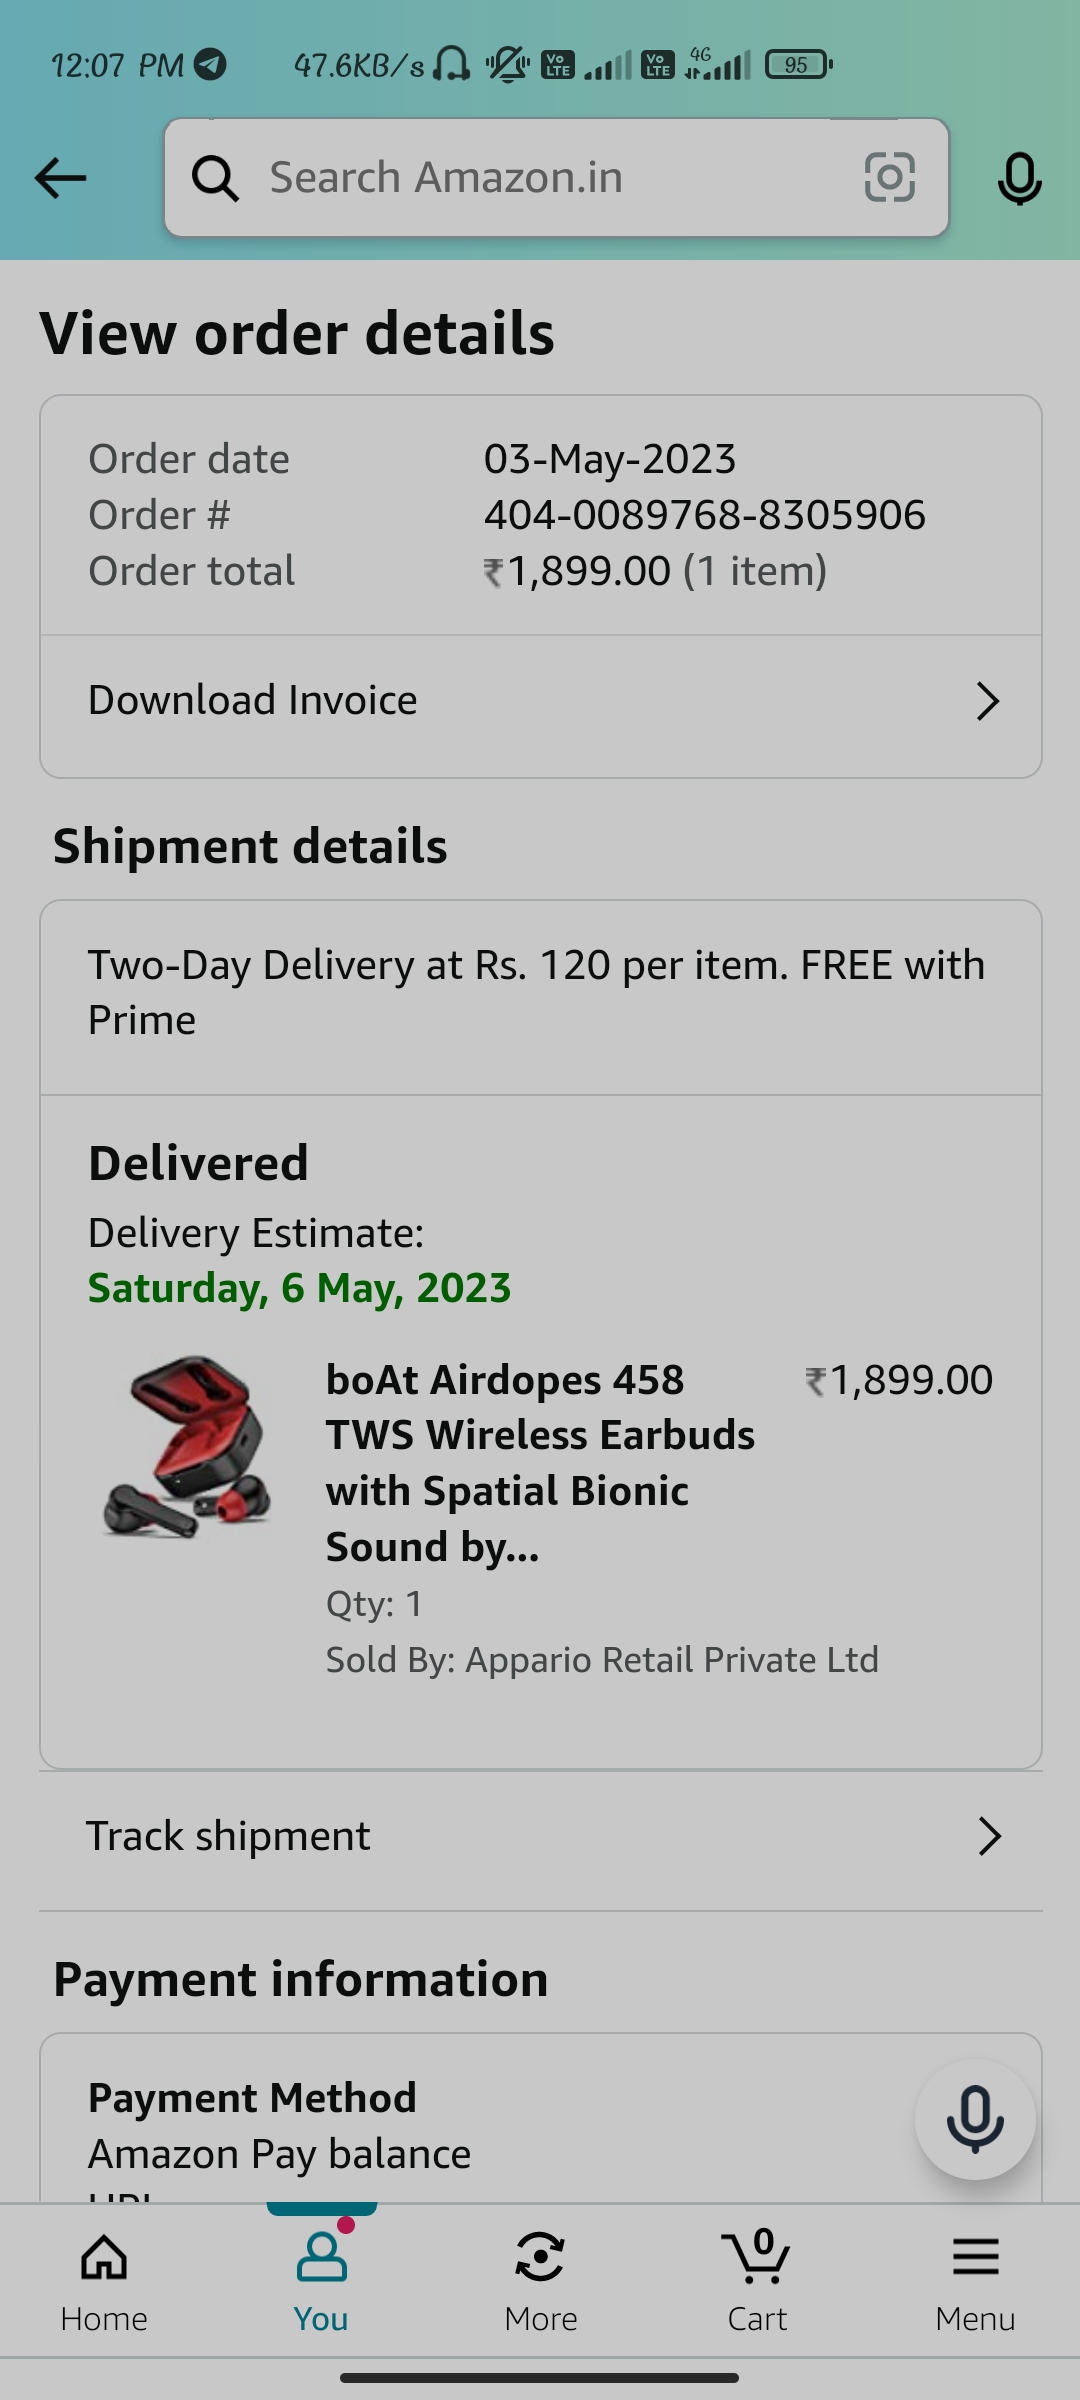 12:07 PM 47.6KB/s Vo LTE Vo LTE 4G 95
Search Amazon.in
View order details
Order date 03-May-2023
Order # 404-0089768-8305906
Order total ₹1,899.00 (1 item)
Download Invoice
Shipment details
Two-Day Delivery at Rs. 120 per item. FREE with
Prime
Delivered
Delivery Estimate:
Saturday, 6 May, 2023
boAt Airdopes 458 ₹1,899.00
TWS Wireless Earbuds
with Spatial Bionic
Sound by...
Qty: 1
Sold By: Appario Retail Private Ltd
Track shipment
Payment information
Payment Method
Amazon Pay balance
0
Home You More Cart Menu